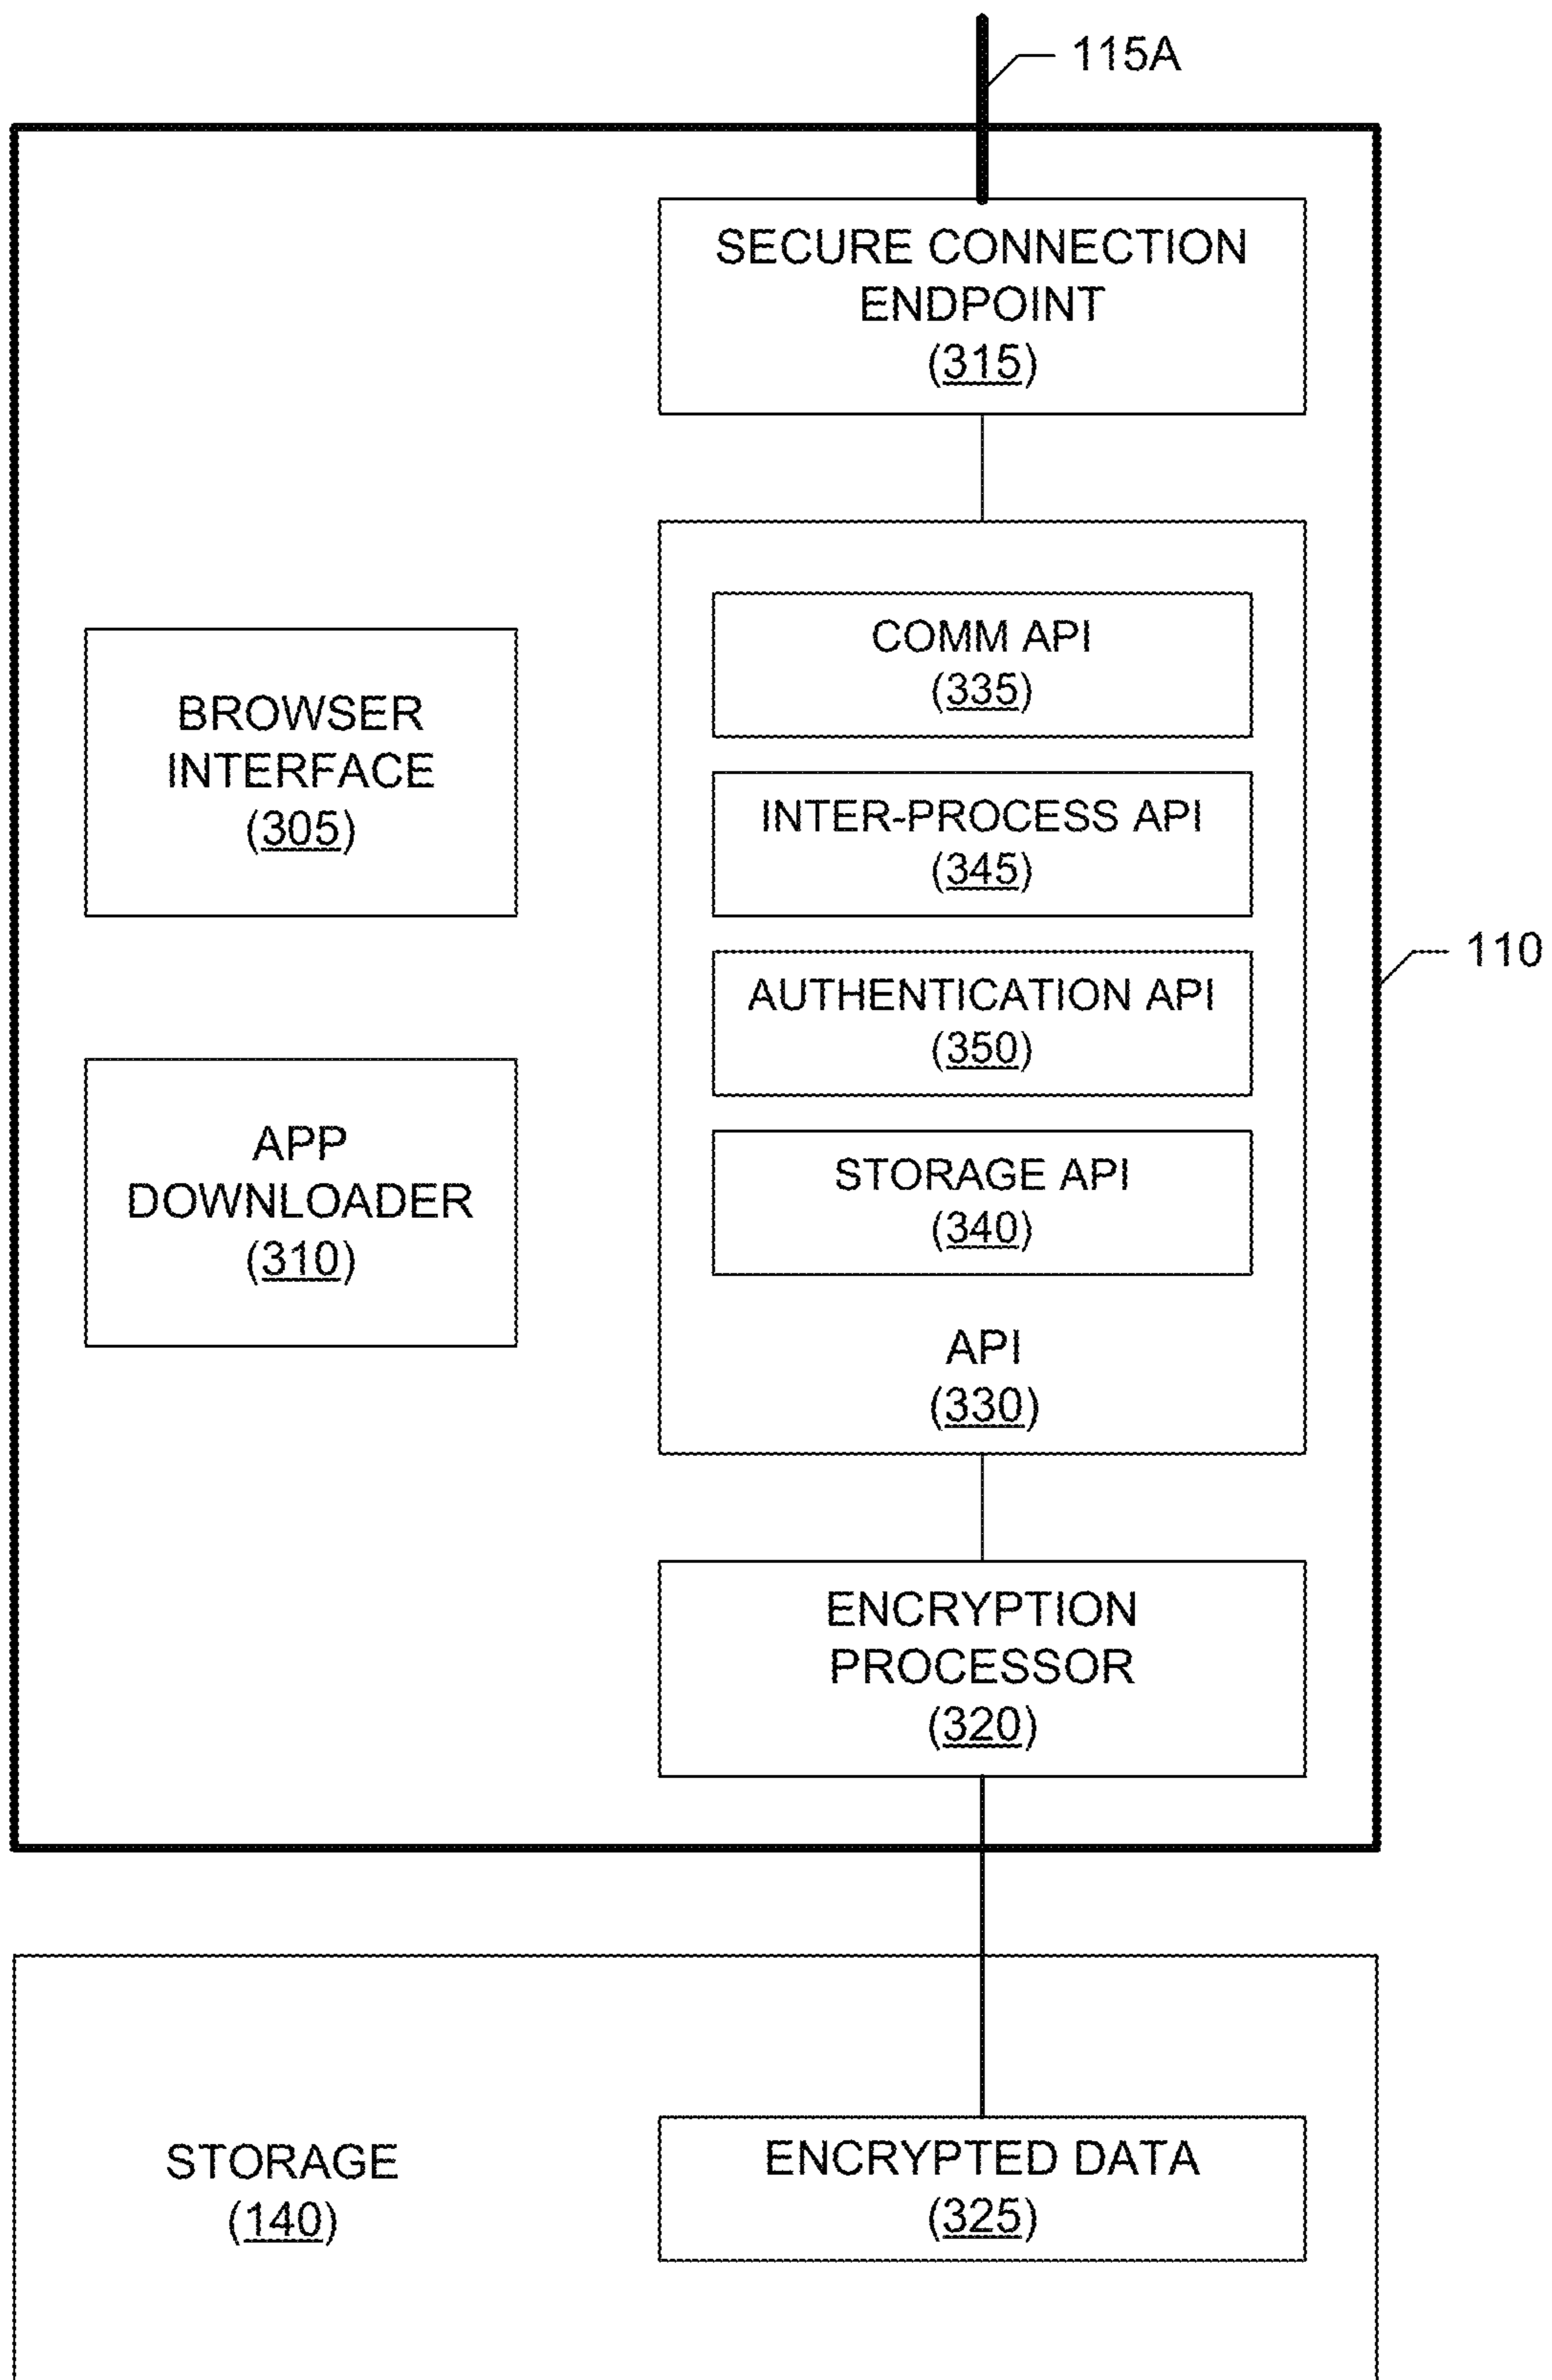 115A
SECURE CONNECTION
ENDPOINT
(315)
COMM API
(335)
BROWSER
INTERFACE
(305)
INTER-PROCESS API
(345)
110
AUTHENTICATION API
(350)
APP
DOWNLOADER
(310)
STORAGE API
(340)
API
(330)
ENCRYPTION
PROCESSOR
(320)
STORAGE
(140)
ENCRYPTED DATA
(325)